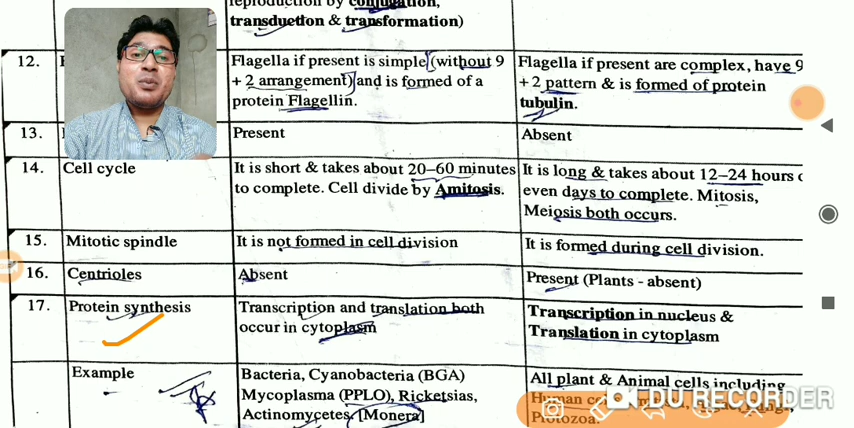 reproduction by conjugation,
transduction & transformation)
12.
Flagella if present is simple (without 9
+ 2 arrangement) and is formed of a
protein Flagellin.
Flagella if present are complex, have 9
+ 2 pattern & is formed of protein
tubulin.
13.
Present
Absent
14. Cell cycle
It is short & takes about 20–60 minutes
to complete. Cell divide by Amitosis.
It is long & takes about 12–24 hours
even days to complete. Mitosis,
Meiosis both occurs.
15. Mitotic spindle
It is not formed in cell division
It is formed during cell division.
16. Centrioles
Absent
Present (Plants - absent)
17. Protein synthesis
Transcription and translation both
occur in cytoplasm
Transcription in nucleus &
Translation in cytoplasm
Example
Bacteria, Cyanobacteria (BGA)
Mycoplasma (PPLO), Ricketsias,
Actinomycetes. [Monera]
All plant & Animal cells including
Human
Protozoa.
DU RECORDER